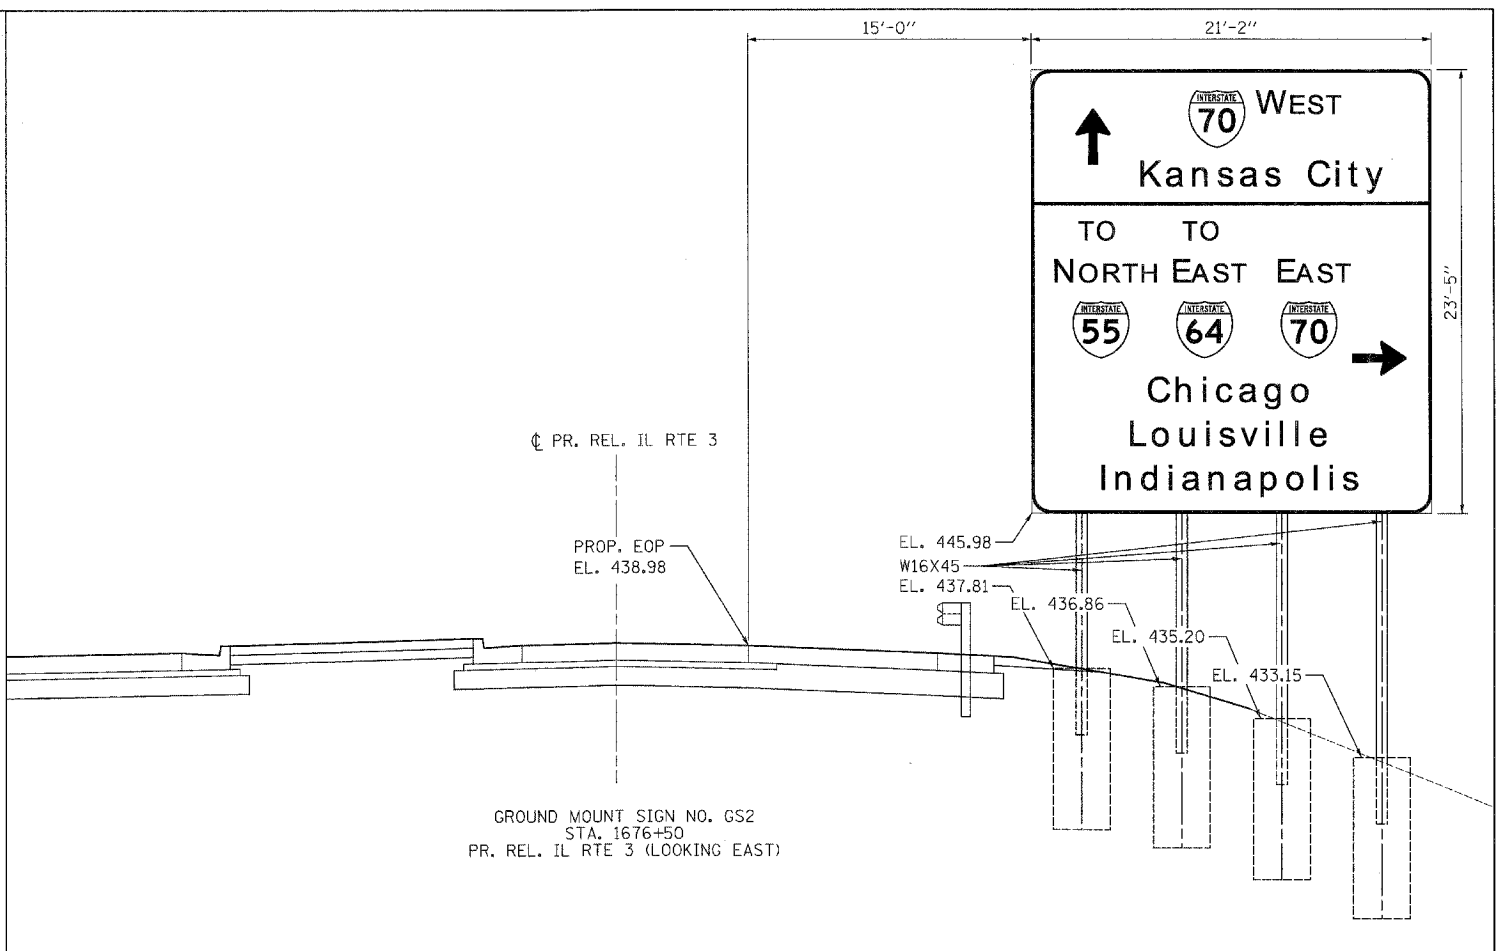 15'-0"
21'-2"
INTERSTATE
70 WEST
Kansas City
TO TO
NORTH EAST EAST
INTERSTATE INTERSTATE INTERSTATE
55 64 70
Chicago
Louisville
Indianapolis
23'-5"
℄ PR. REL. IL RTE 3
PROP. EOP
EL. 438.98
EL. 445.98
W16X45
EL. 437.81
EL. 436.86
EL. 435.20
EL. 433.15
GROUND MOUNT SIGN NO. GS2
STA. 1676+50
PR. REL. IL RTE 3 (LOOKING EAST)